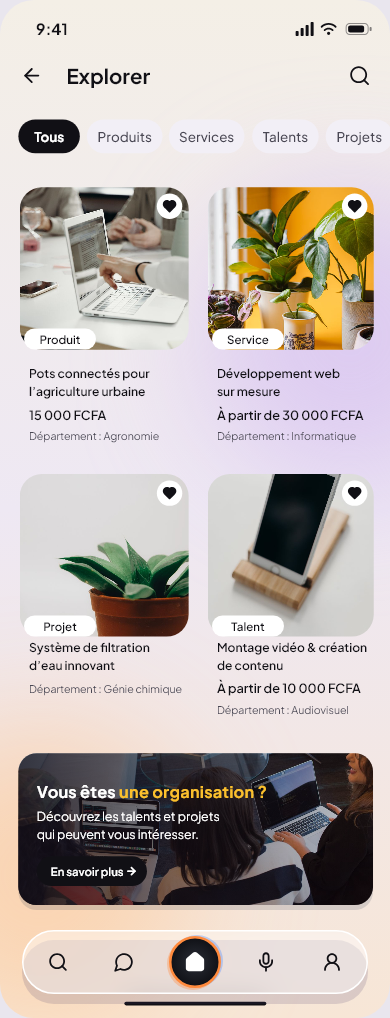 9:41
Explorer
Tous Produits Services Talents Projets
Produit
Service
Pots connectés pour
l'agriculture urbaine
15 000 FCFA
Département : Agronomie
Développement web
sur mesure
À partir de 30 000 FCFA
Département : Informatique
Projet
Talent
Système de filtration
d'eau innovant
Département : Génie chimique
Montage vidéo & création
de contenu
À partir de 10 000 FCFA
Département : Audiovisuel
Vous êtes une organisation ?
Découvrez les talents et projets
qui peuvent vous intéresser.
En savoir plus →